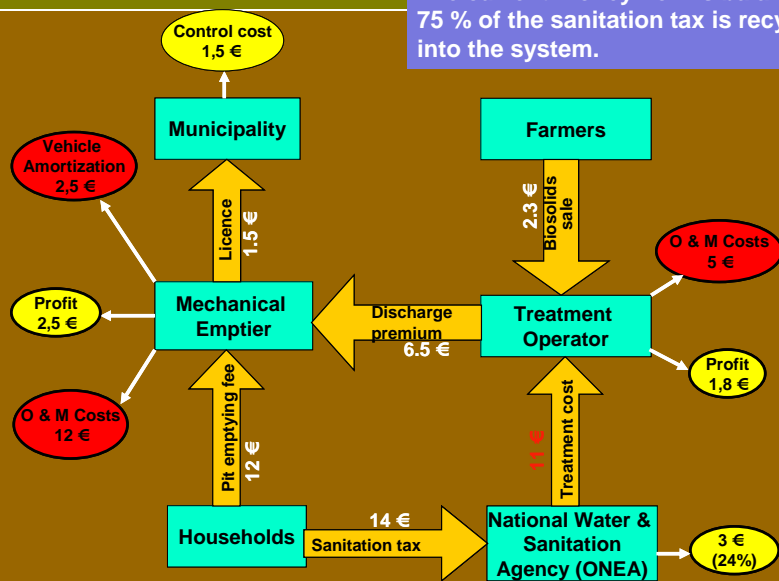 75 % of the sanitation tax is recy
into the system.
Control cost
1,5 €
Municipality
Farmers
Vehicle
Amortization
2,5 €
Licence
1.5 €
2.3 €
Biosolids
sale
O & M Costs
5 €
Profit
2,5 €
Mechanical
Emptier
Discharge
premium
6.5 €
Treatment
Operator
Profit
1,8 €
O & M Costs
12 €
Pit emptying fee
12 €
11 €
Treatment cost
Households
14 €
Sanitation tax
National Water &
Sanitation
Agency (ONEA)
3 €
(24%)